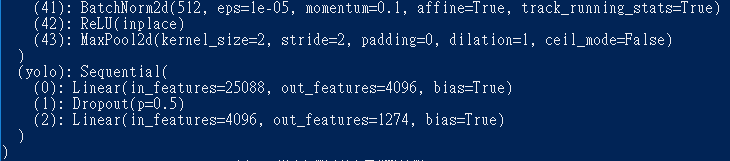 (41): BatchNorm2d(512, eps=1e-05, momentum=0.1, affine=True, track_running_stats=True)
(42): ReLU(inplace)
(43): MaxPool2d(kernel_size=2, stride=2, padding=0, dilation=1, ceil_mode=False)
)
(yolo): Sequential(
(0): Linear(in_features=25088, out_features=4096, bias=True)
(1): Dropout(p=0.5)
(2): Linear(in_features=4096, out_features=1274, bias=True)
)
)